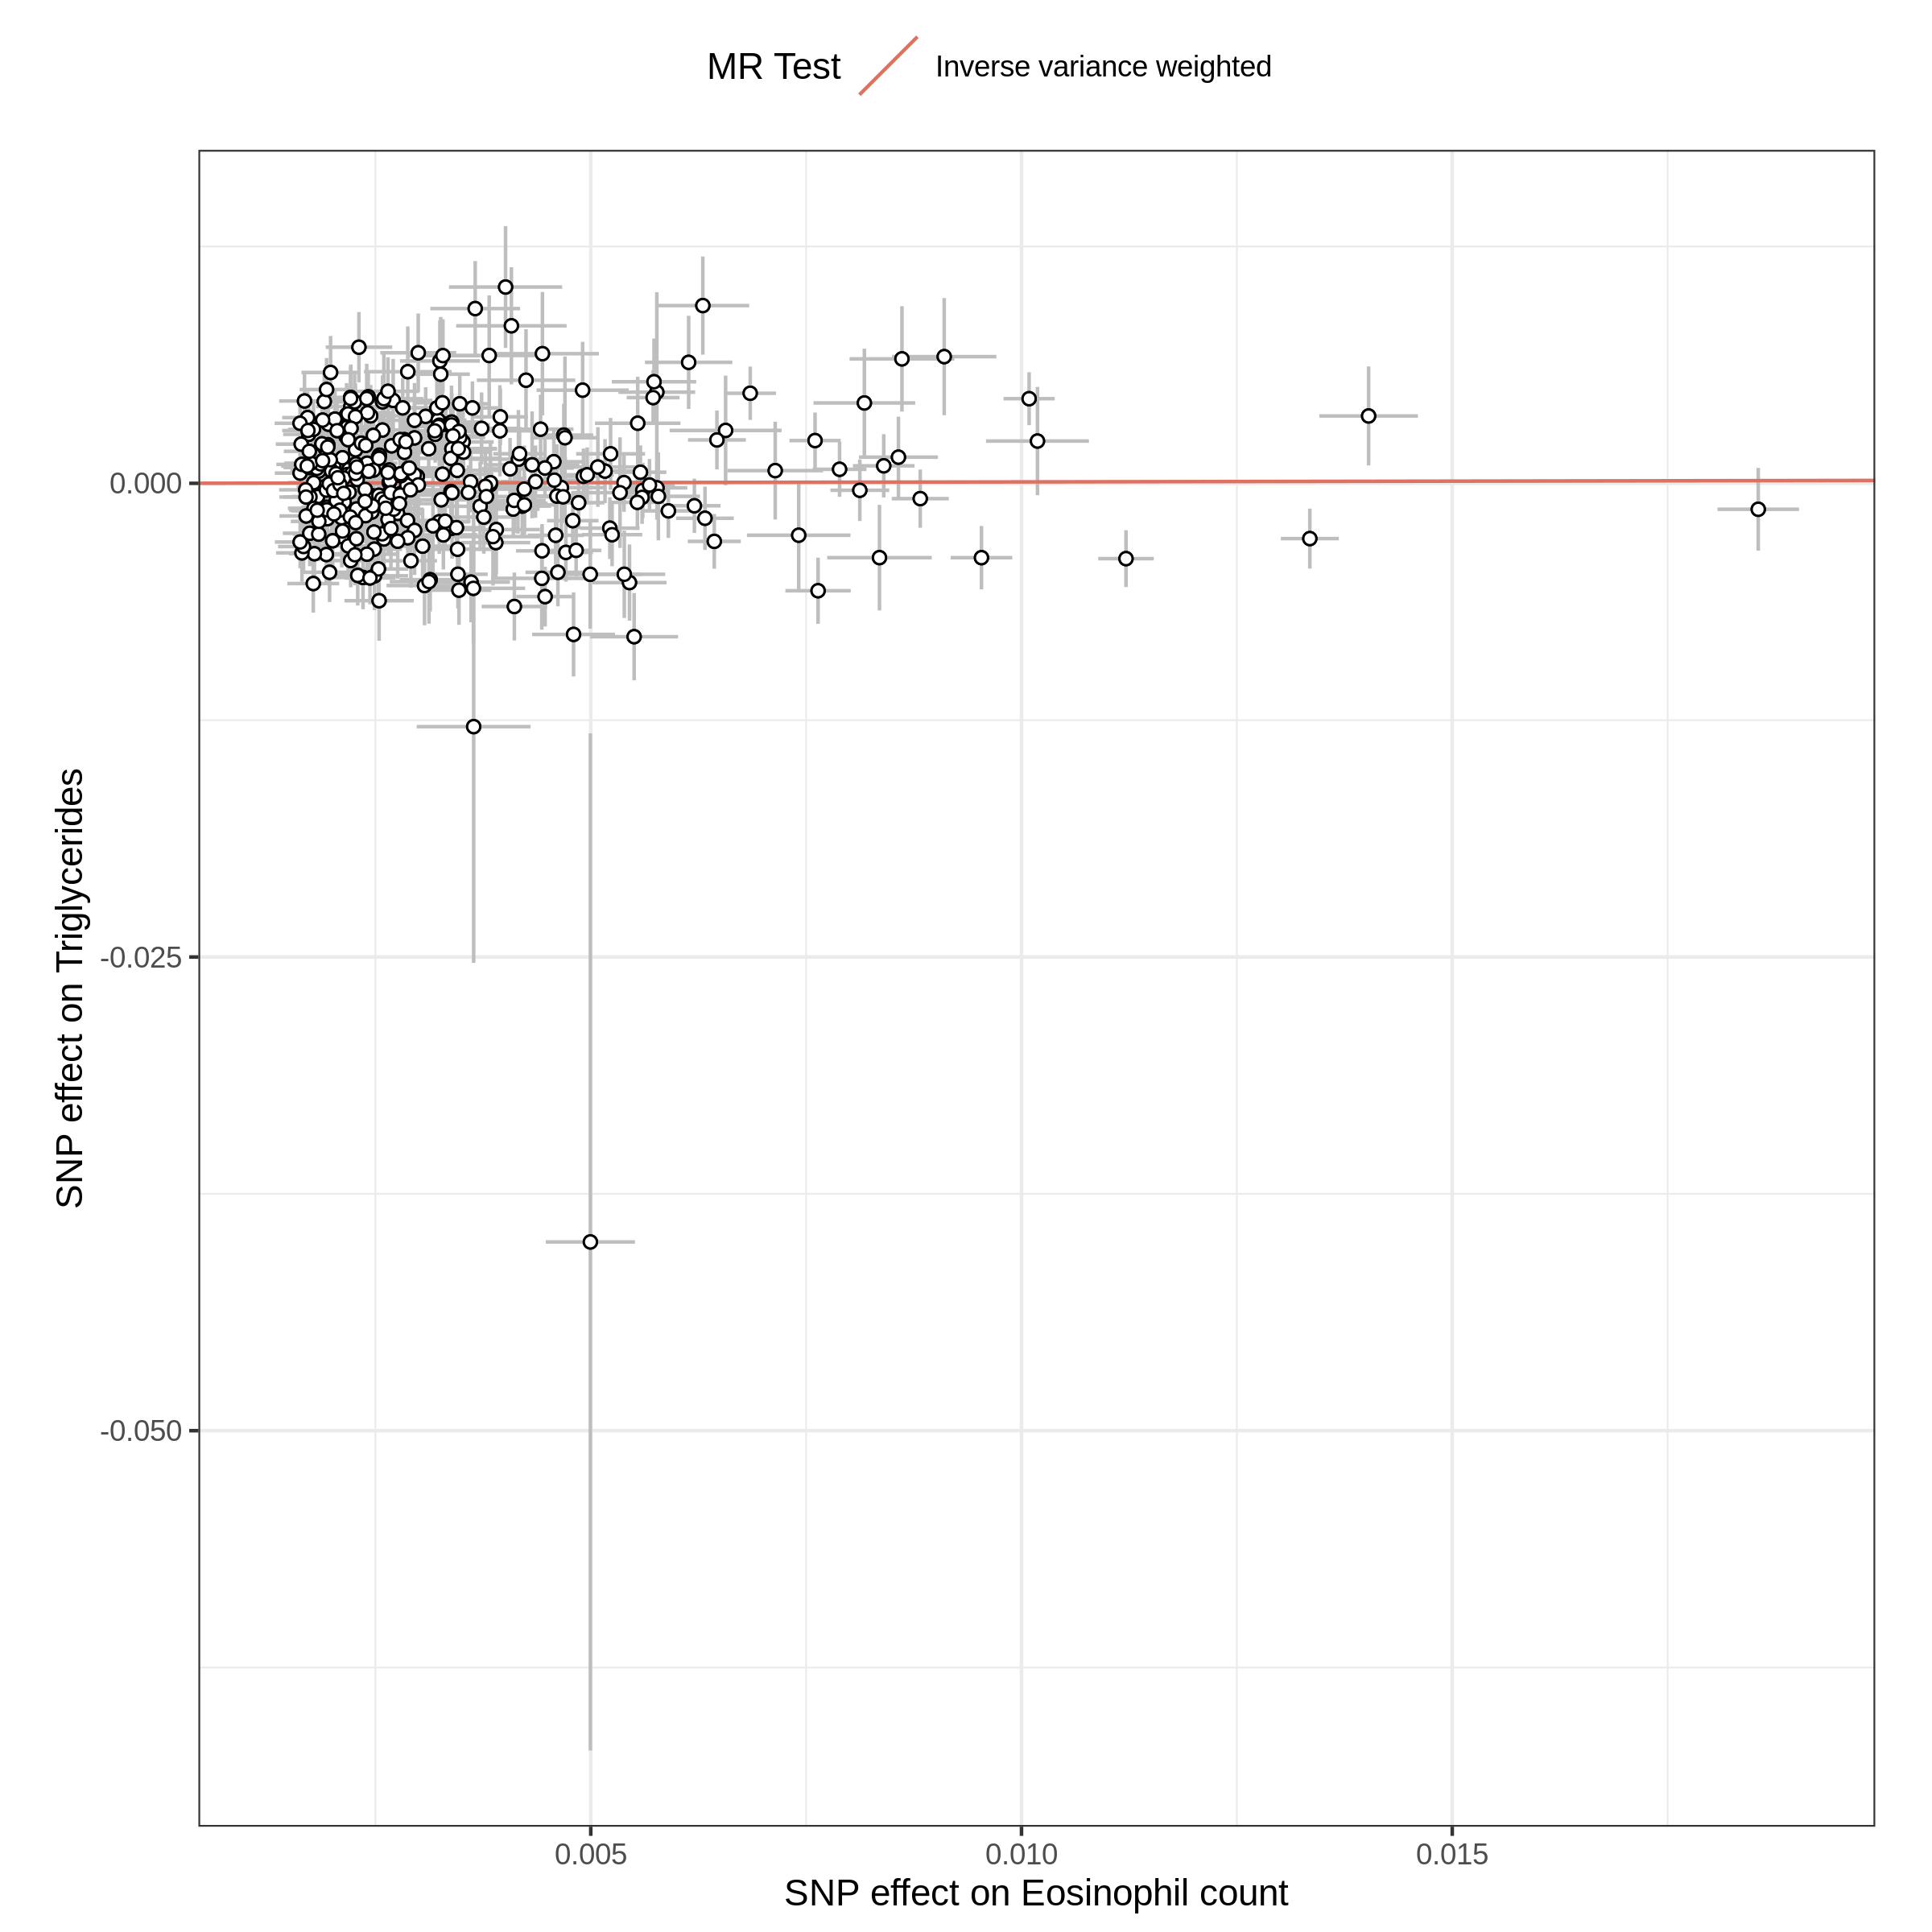 MR Test
Inverse variance weighted
SNP effect on Triglycerides
0.000
-0.025
-0.050
0.005
0.010
0.015
SNP effect on Eosinophil count